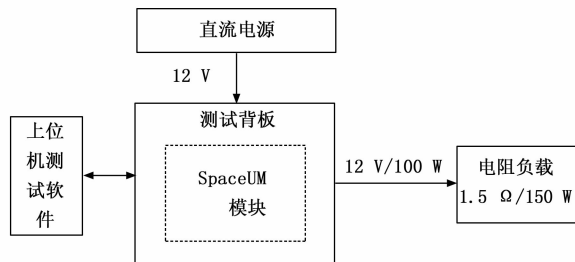 直流电源
12 V
测试背板
上位
机测
试软
件
SpaceUM
模块
12 V/100 W
电阻负载
1.5 Ω/150 W